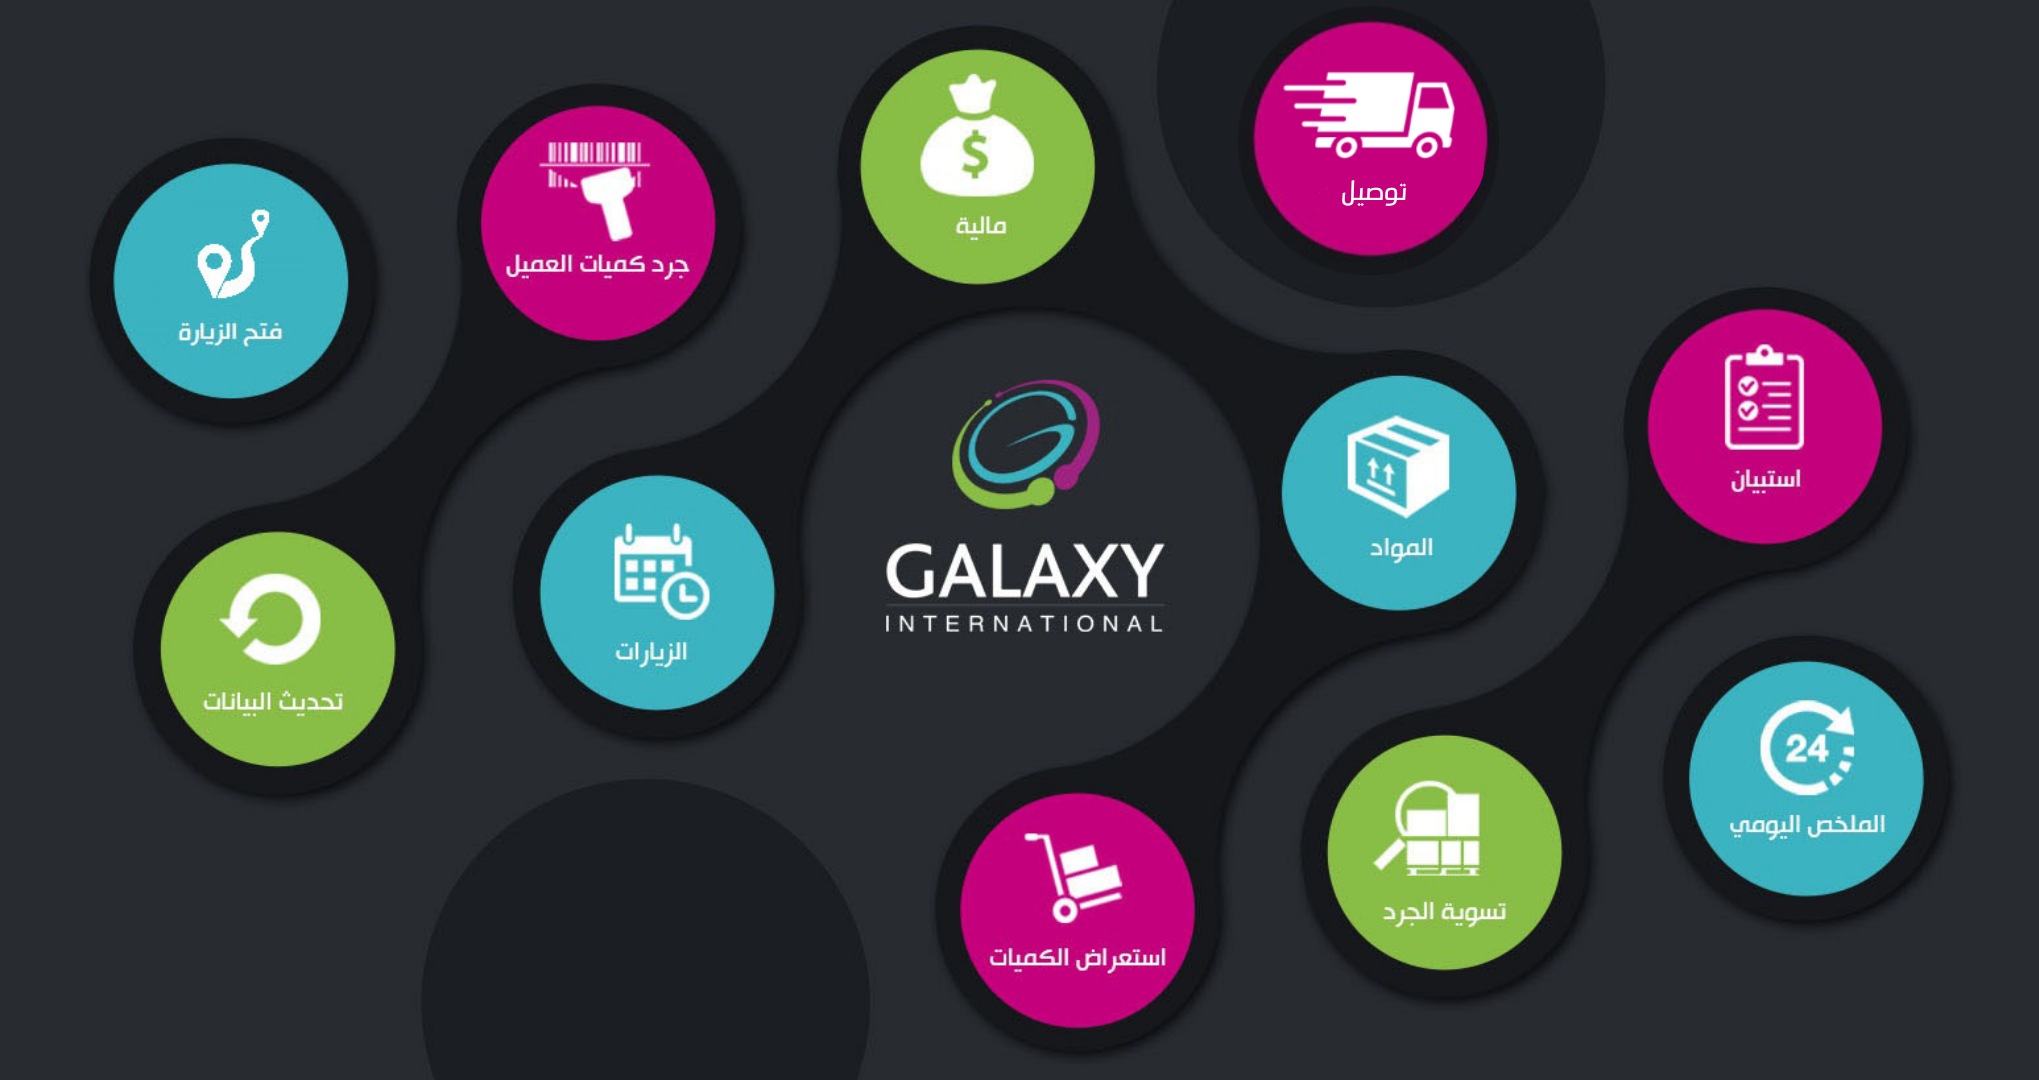 توصيل
مالية
جرد كميات العميل
فتح الزيارة
استبيان
المواد
GALAXY
INTERNATIONAL
الزيارات
تحديث البيانات
24
الملخص اليومي
تسوية الجرد
استعراض الكميات
$